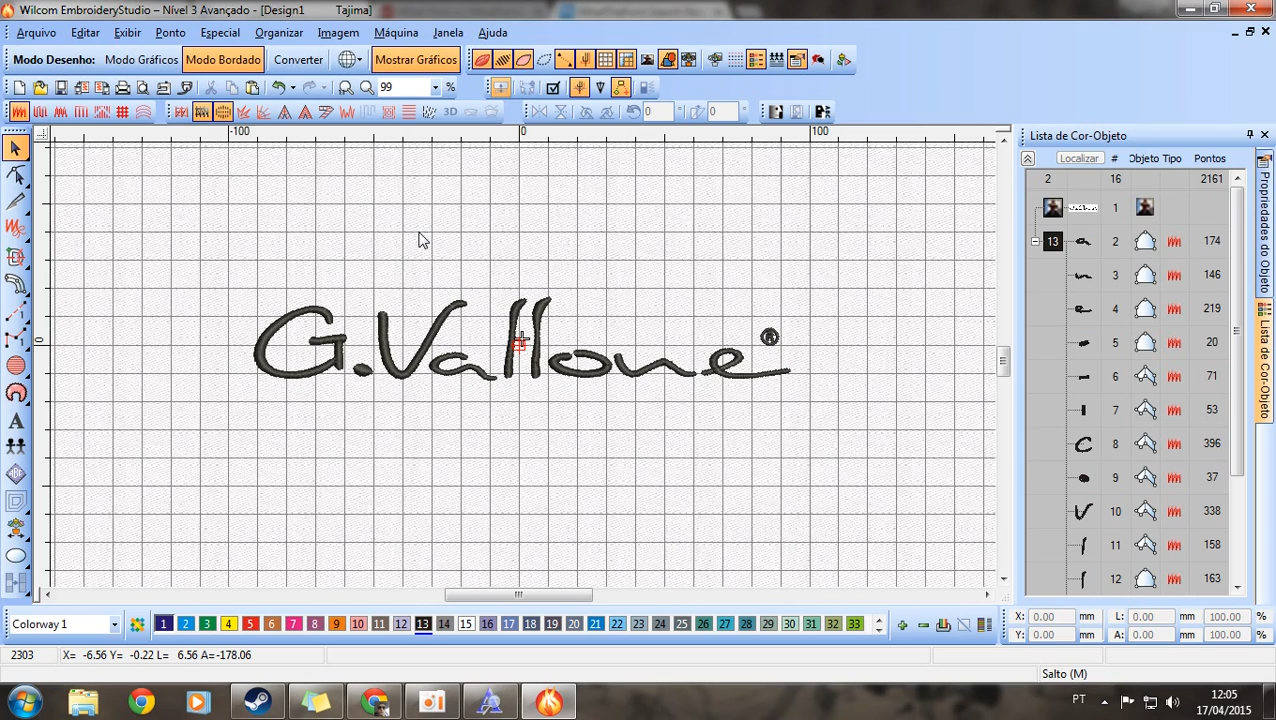 Wilcom EmbroideryStudio – Nível 3 Avançado - [Design1 Tajima]
Arquivo Editar Exibir Ponto Especial Organizar Imagem Máquina Janela Ajuda
Modo Desenho: Modo Gráficos Modo Bordado Converter Mostrar Gráficos
99 %
3D 0 0
-100 0 100
0
G.Vallone®
Lista de Cor-Objeto
Localizar # Objeto Tipo Pontos
2 16 2161
1
13 2 174
3 146
4 219
5 20
6 71
7 53
8 396
9 37
10 338
11 158
12 163
Propriedades do Objeto
Lista de Cor-Objeto
Colorway 1 1 2 3 4 5 6 7 8 9 10 11 12 13 14 15 16 17 18 19 20 21 22 23 24 25 26 27 28 29 30 31 32 33
X: 0.00 mm L: 0.00 mm 100.00 %
Y: 0.00 mm A: 0.00 mm 100.00 %
2303 X= -6.56 Y= -0.22 L= 6.56 A=-178.06
Salto (M)
PT 12:05
17/04/2015